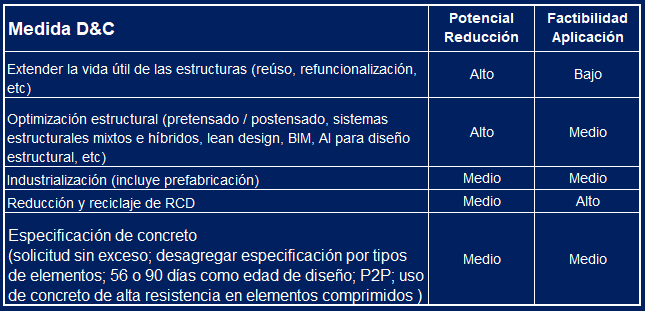 Medida D&C
Potencial
Reducción
Factibilidad
Aplicación
Extender la vida útil de las estructuras (reúso, refuncionalización,
etc)
Alto
Bajo
Optimización estructural (pretensado / postensado, sistemas
estructurales mixtos e híbridos, lean design, BIM, AI para diseño
estructural, etc)
Alto
Medio
Industrialización (incluye prefabricación)
Medio
Medio
Reducción y reciclaje de RCD
Medio
Alto
Especificación de concreto
(solicitud sin exceso; desagregar especificación por tipos
de elementos; 56 o 90 días como edad de diseño; P2P; uso
de concreto de alta resistencia en elementos comprimidos )
Medio
Medio